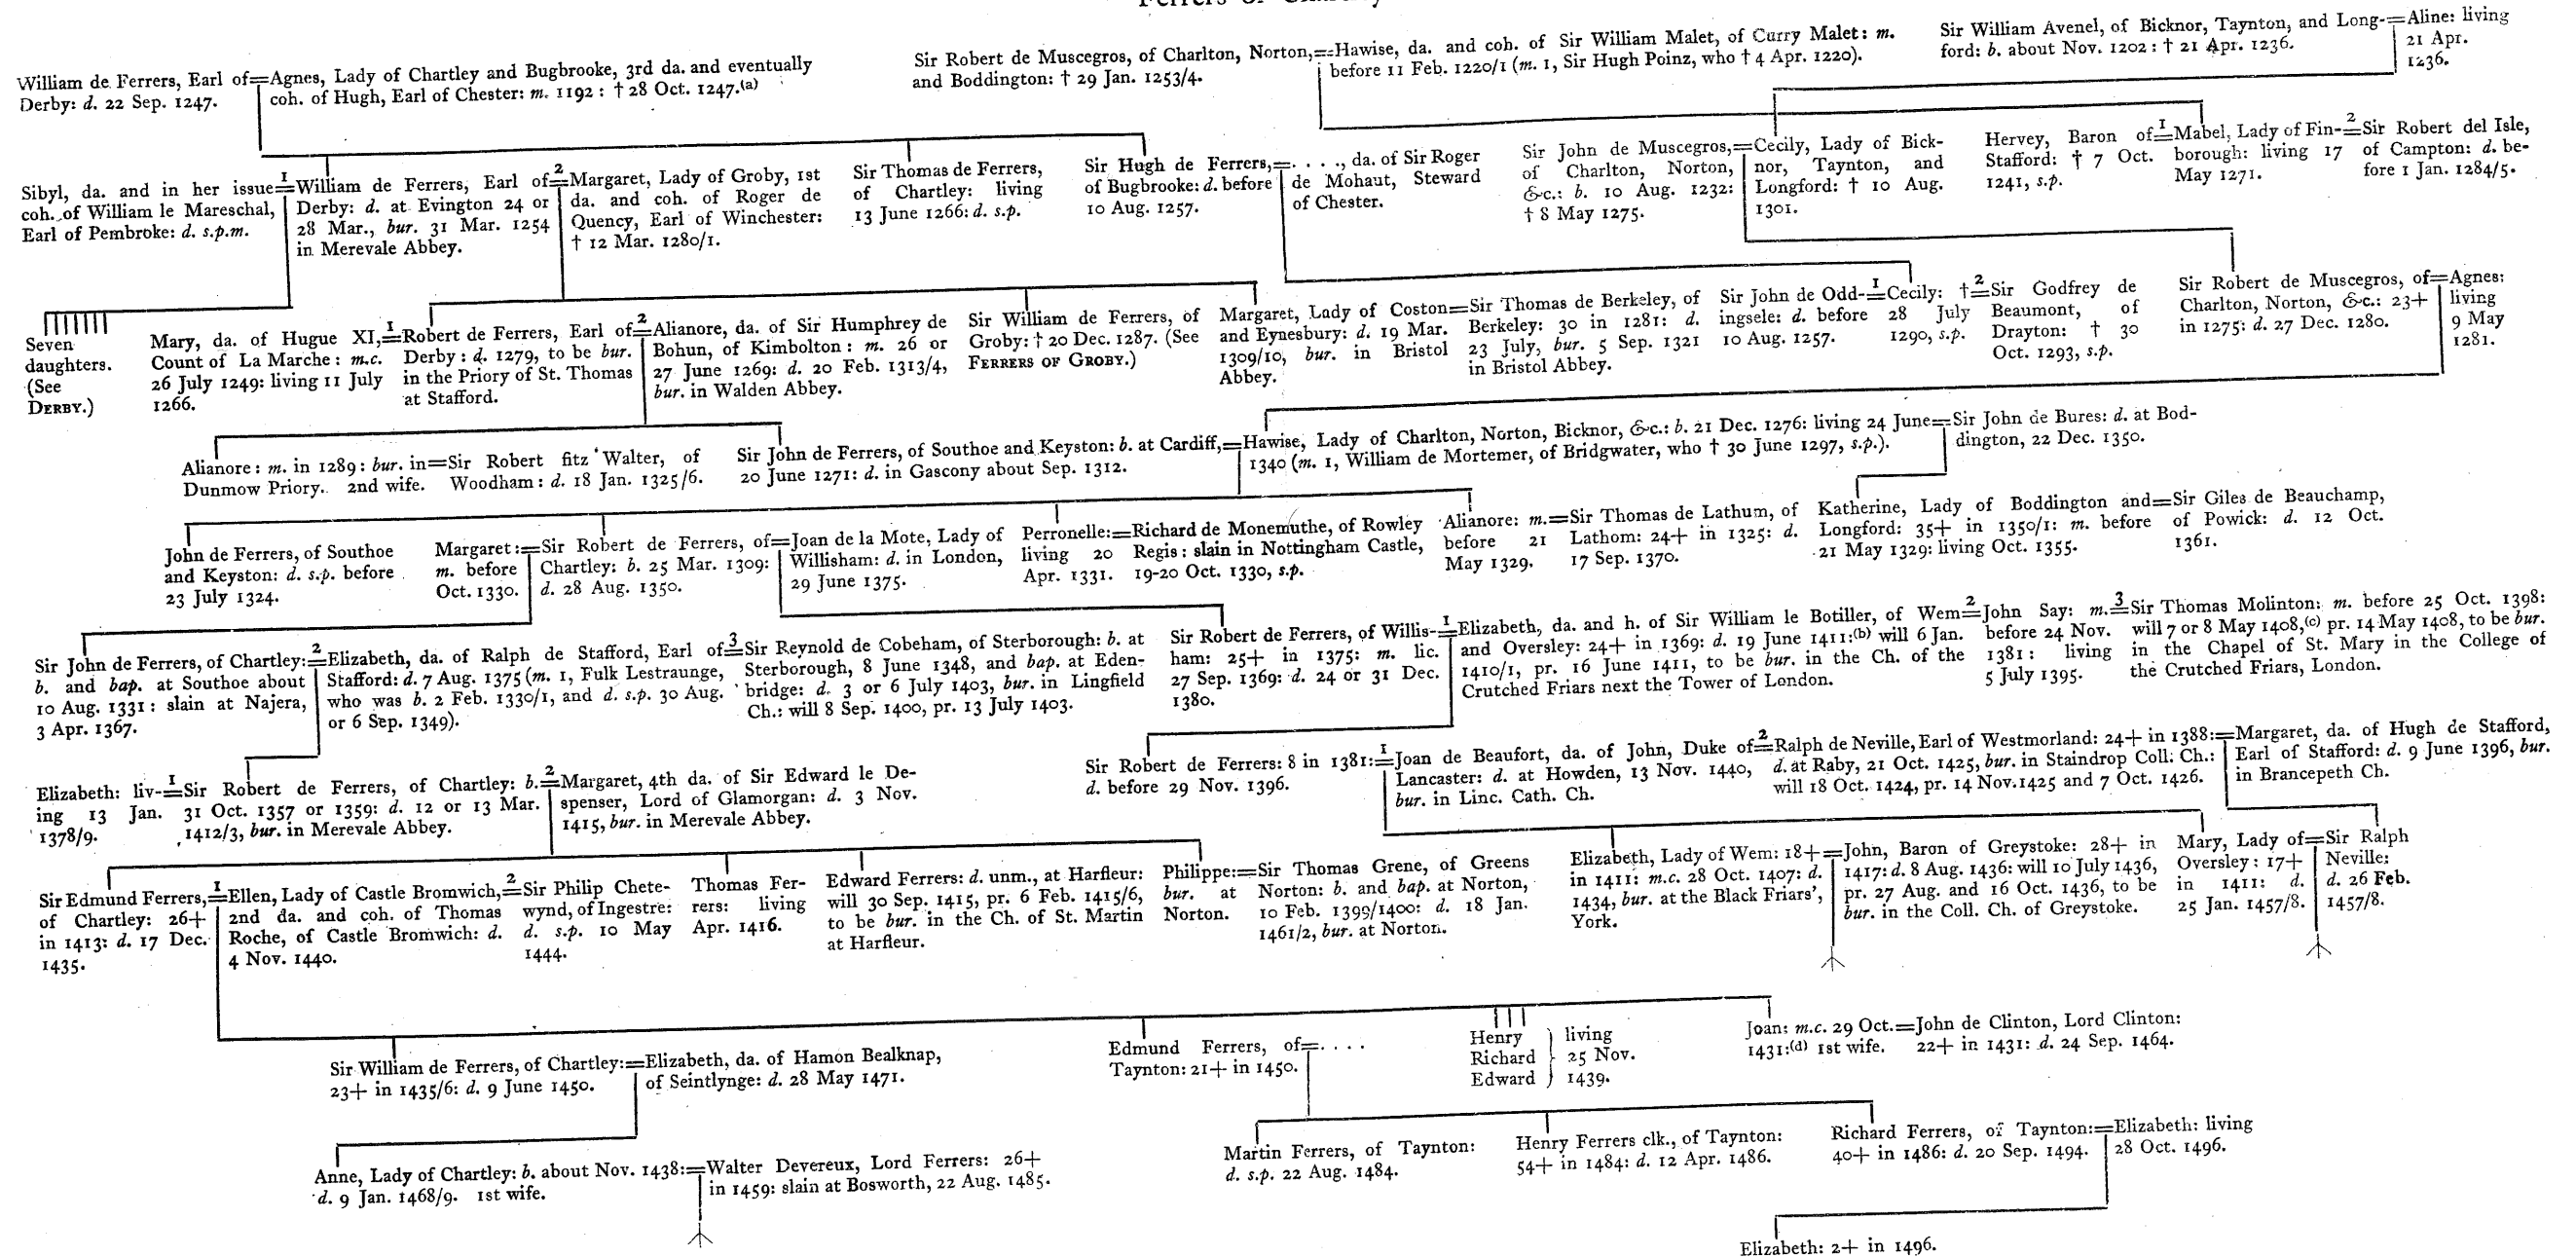 Ferrers of Chartley
William de Ferrers, Earl of=Agnes, Lady of Chartley and Bugbrooke, 3rd da. and eventually
Derby: d. 22 Sep. 1247.
coh. of Hugh, Earl of Chester: m. 1192 : † 28 Oct. 1247.(a)
Sir Robert de Muscegros, of Charlton, Norton,=Hawise, da. and coh. of Sir William Malet, of Curry Malet: m.
and Boddington: † 29 Jan. 1253/4.
before 11 Feb. 1220/1 (m. 1, Sir Hugh Poinz, who † 4 Apr. 1220).
Sir William Avenel, of Bicknor, Taynton, and Long-=Aline: living
ford: b. about Nov. 1202 : † 21 Apr. 1236.
21 Apr.
1236.
Sibyl, da. and in her issue
coh. of William le Mareschal,
Earl of Pembroke: d. s.p.m.
1
=William de Ferrers, Earl of
Derby: d. at Evington 24 or
28 Mar., bur. 31 Mar. 1254
in Merevale Abbey.
2
=Margaret, Lady of Groby, 1st
da. and coh. of Roger de
Quency, Earl of Winchester:
† 12 Mar. 1280/1.
Sir Thomas de Ferrers,
of Chartley: living
13 June 1266: d. s.p.
Sir Hugh de Ferrers,=. . . ., da. of Sir Roger
of Bugbrooke: d. before
10 Aug. 1257.
de Mohaut, Steward
of Chester.
Sir John de Muscegros,=Cecily, Lady of Bick-
of Charlton, Norton,
&c.: b. 10 Aug. 1232:
† 8 May 1275.
nor, Taynton, and
Longford: † 10 Aug.
1301.
Hervey, Baron of
Stafford: † 7 Oct.
1241, s.p.
1
=Mabel, Lady of Fin-
borough: living 17
May 1271.
2
=Sir Robert del Isle,
of Campton: d. be-
fore 1 Jan. 1284/5.
Seven
daughters.
(See
DERBY.)
Mary, da. of Hugue XI,
Count of La Marche : m.c.
26 July 1249: living 11 July
1266.
1
=Robert de Ferrers, Earl of
Derby : d. 1279, to be bur.
in the Priory of St. Thomas
at Stafford.
2
=Alianore, da. of Sir Humphrey de
Bohun, of Kimbolton : m. 26 or
27 June 1269: d. 20 Feb. 1313/4,
bur. in Walden Abbey.
Sir William de Ferrers, of
Groby: † 20 Dec. 1287. (See
FERRERS OF GROBY.)
Margaret, Lady of Coston=Sir Thomas de Berkeley, of
and Eynesbury: d. 19 Mar.
1309/10, bur. in Bristol
Abbey.
Berkeley: 30 in 1281: d.
23 July, bur. 5 Sep. 1321
in Bristol Abbey.
Sir John de Odd-
ingsele: d. before
10 Aug. 1257.
1
=Cecily: †
28 July
1290, s.p.
2
=Sir Godfrey de
Beaumont, of
Drayton: † 30
Oct. 1293, s.p.
Sir Robert de Muscegros, of=Agnes:
Charlton, Norton, &c.: 23+
in 1275: d. 27 Dec. 1280.
living
9 May
1281.
Alianore : m. in 1289 : bur. in=Sir Robert fitz Walter, of
Dunmow Priory. 2nd wife.
Woodham : d. 18 Jan. 1325/6.
Sir John de Ferrers, of Southoe and Keyston: b. at Cardiff,=Hawise, Lady of Charlton, Norton, Bicknor, &c.: b. 21 Dec. 1276: living 24 June=Sir John de Bures: d. at Bod-
20 June 1271: d. in Gascony about Sep. 1312.
1340 (m. 1, William de Mortemer, of Bridgwater, who † 30 June 1297, s.p.).
dington, 22 Dec. 1350.
John de Ferrers, of Southoe
and Keyston: d. s.p. before
23 July 1324.
Margaret :=Sir Robert de Ferrers, of=Joan de la Mote, Lady of
m. before
Oct. 1330.
Chartley: b. 25 Mar. 1309:
d. 28 Aug. 1350.
Willisham: d. in London,
29 June 1375.
Perronelle:=Richard de Monemuthe, of Rowley
living 20
Apr. 1331.
Regis : slain in Nottingham Castle,
19-20 Oct. 1330, s.p.
Alianore: m.=Sir Thomas de Lathum, of
before 21
May 1329.
Lathom: 24+ in 1325: d.
17 Sep. 1370.
Katherine, Lady of Boddington and=Sir Giles de Beauchamp,
Longford: 35+ in 1350/1: m. before
21 May 1329: living Oct. 1355.
of Powick: d. 12 Oct.
1361.
Sir John de Ferrers, of Chartley:
b. and bap. at Southoe about
10 Aug. 1331 : slain at Najera,
3 Apr. 1367.
2
=Elizabeth, da. of Ralph de Stafford, Earl of
Stafford: d. 7 Aug. 1375 (m. 1, Fulk Lestraunge,
who was b. 2 Feb. 1330/1, and d. s.p. 30 Aug.
or 6 Sep. 1349).
3
=Sir Reynold de Cobeham, of Sterborough: b. at
Sterborough, 8 June 1348, and bap. at Eden-
bridge: d. 3 or 6 July 1403, bur. in Lingfield
Ch.: will 8 Sep. 1400, pr. 13 July 1403.
Sir Robert de Ferrers, of Willis-
ham: 25+ in 1375: m. lic.
27 Sep. 1369: d. 24 or 31 Dec.
1380.
1
=Elizabeth, da. and h. of Sir William le Botiller, of Wem
and Oversley: 24+ in 1369: d. 19 June 1411:(b) will 6 Jan.
1410/1, pr. 16 June 1411, to be bur. in the Ch. of the
Crutched Friars next the Tower of London.
2
=John Say: m.
before 24 Nov.
1381 : living
5 July 1395.
3
=Sir Thomas Molinton: m. before 25 Oct. 1398:
will 7 or 8 May 1408,(c) pr. 14 May 1408, to be bur.
in the Chapel of St. Mary in the College of
the Crutched Friars, London.
Elizabeth: liv-
ing 13 Jan.
1378/9.
1
=Sir Robert de Ferrers, of Chartley: b.
31 Oct. 1357 or 1359: d. 12 or 13 Mar.
1412/3, bur. in Merevale Abbey.
2
=Margaret, 4th da. of Sir Edward le De-
spenser, Lord of Glamorgan: d. 3 Nov.
1415, bur. in Merevale Abbey.
Sir Robert de Ferrers: 8 in 1381:
d. before 29 Nov. 1396.
1
=Joan de Beaufort, da. of John, Duke of
Lancaster: d. at Howden, 13 Nov. 1440,
bur. in Linc. Cath. Ch.
2
=Ralph de Neville, Earl of Westmorland: 24+ in 1388:=Margaret, da. of Hugh de Stafford,
d. at Raby, 21 Oct. 1425, bur. in Staindrop Coll. Ch.:
will 18 Oct. 1424, pr. 14 Nov. 1425 and 7 Oct. 1426.
Earl of Stafford: d. 9 June 1396, bur.
in Brancepeth Ch.
Sir Edmund Ferrers,
of Chartley: 26+
in 1413: d. 17 Dec.
1435.
1
=Ellen, Lady of Castle Bromwich,
2nd da. and coh. of Thomas
Roche, of Castle Bromwich: d.
4 Nov. 1440.
2
=Sir Philip Chete-
wynd, of Ingestre:
d. s.p. 10 May
1444.
Thomas Fer-
rers: living
Apr. 1416.
Edward Ferrers: d. unm., at Harfleur:
will 30 Sep. 1415, pr. 6 Feb. 1415/6,
to be bur. in the Ch. of St. Martin
at Harfleur.
Philippe:=Sir Thomas Grene, of Greens
bur. at
Norton.
Norton: b. and bap. at Norton,
10 Feb. 1399/1400: d. 18 Jan.
1461/2, bur. at Norton.
Elizabeth, Lady of Wem: 18+=John, Baron of Greystoke: 28+ in
in 1411: m.c. 28 Oct. 1407: d.
1434, bur. at the Black Friars',
York.
1417: d. 8 Aug. 1436: will 10 July 1436,
pr. 27 Aug. and 16 Oct. 1436, to be
bur. in the Coll. Ch. of Greystoke.
Mary, Lady of=Sir Ralph
Oversley : 17+
in 1411: d.
25 Jan. 1457/8.
Neville:
d. 26 Feb.
1457/8.
Sir William de Ferrers, of Chartley:=Elizabeth, da. of Hamon Bealknap,
23+ in 1435/6: d. 9 June 1450.
of Seintlynge: d. 28 May 1471.
Edmund Ferrers, of=. . . .
Taynton: 21+ in 1450.
Henry
Richard
Edward
living
25 Nov.
1439.
Joan: m.c. 29 Oct.=John de Clinton, Lord Clinton:
1431:(d) 1st wife.
22+ in 1431: d. 24 Sep. 1464.
Anne, Lady of Chartley: b. about Nov. 1438:=Walter Devereux, Lord Ferrers: 26+
d. 9 Jan. 1468/9. 1st wife.
in 1459: slain at Bosworth, 22 Aug. 1485.
Martin Ferrers, of Taynton:
d. s.p. 22 Aug. 1484.
Henry Ferrers clk., of Taynton:
54+ in 1484: d. 12 Apr. 1486.
Richard Ferrers, of Taynton:=Elizabeth: living
40+ in 1486: d. 20 Sep. 1494.
28 Oct. 1496.
Elizabeth: 2+ in 1496.